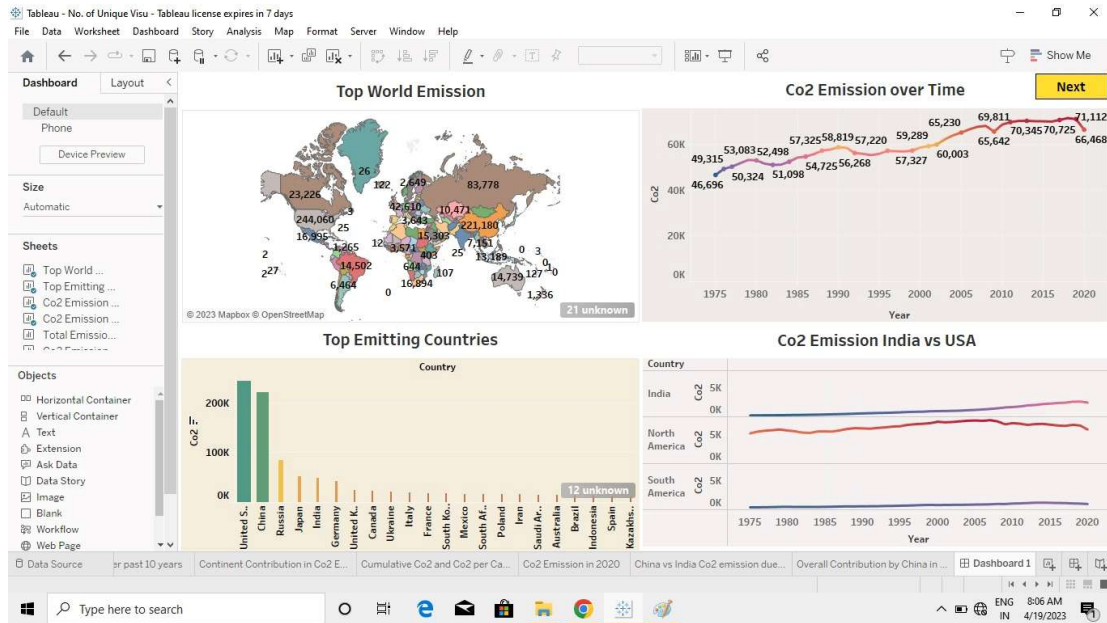 Tableau - No. of Unique Visu - Tableau license expires in 7 days
File Data Worksheet Dashboard Story Analysis Map Format Server Window Help
Show Me
Dashboard Layout
Default
Phone
Device Preview
Size
Automatic
Sheets
Top World ...
Top Emitting ...
Co2 Emission ...
Co2 Emission ...
Total Emissio...
Objects
Horizontal Container
Vertical Container
Text
Extension
Ask Data
Data Story
Image
Blank
Workflow
Web Page
Top World Emission
26
122 2,649 83,778
23,226
42,610 10,471
244,060 3 3,643 221,180
16,995 25 15,303
12 7,151
1,265 3,571 403 25 13,189 0 3
2 14,502 644 0
227 107 14,739 127 10
6,464 16,894
0 1,336
© 2023 Mapbox © OpenStreetMap
21 unknown
Co2 Emission over Time
Next
Co2
60K
40K
20K
0K
46,696 49,315 50,324 53,083 51,098 52,498 54,725 57,325 58,819 56,268 57,220 57,327 59,289 60,003 65,230 65,642 69,811 70,345 70,725 71,112 66,468
1975 1980 1985 1990 1995 2000 2005 2010 2015 2020
Year
Top Emitting Countries
Country
Co2
200K
100K
0K
12 unknown
United S..
China
Russia
Japan
India
Germany
United K..
Canada
Ukraine
Italy
France
South Ko..
Mexico
South Af..
Poland
Iran
Saudi Ar..
Australia
Brazil
Indonesia
Spain
Kazakhs..
Co2 Emission India vs USA
Country
India Co2 5K 0K
North America Co2 5K 0K
South America Co2 5K 0K
1975 1980 1985 1990 1995 2000 2005 2010 2015 2020
Year
Data Source er past 10 years Continent Contribution in Co2 E... Cumulative Co2 and Co2 per Ca... Co2 Emission in 2020 China vs India Co2 emission due... Overall Contribution by China in ... Dashboard 1
Type here to search
ENG
IN
8:06 AM
4/19/2023
1